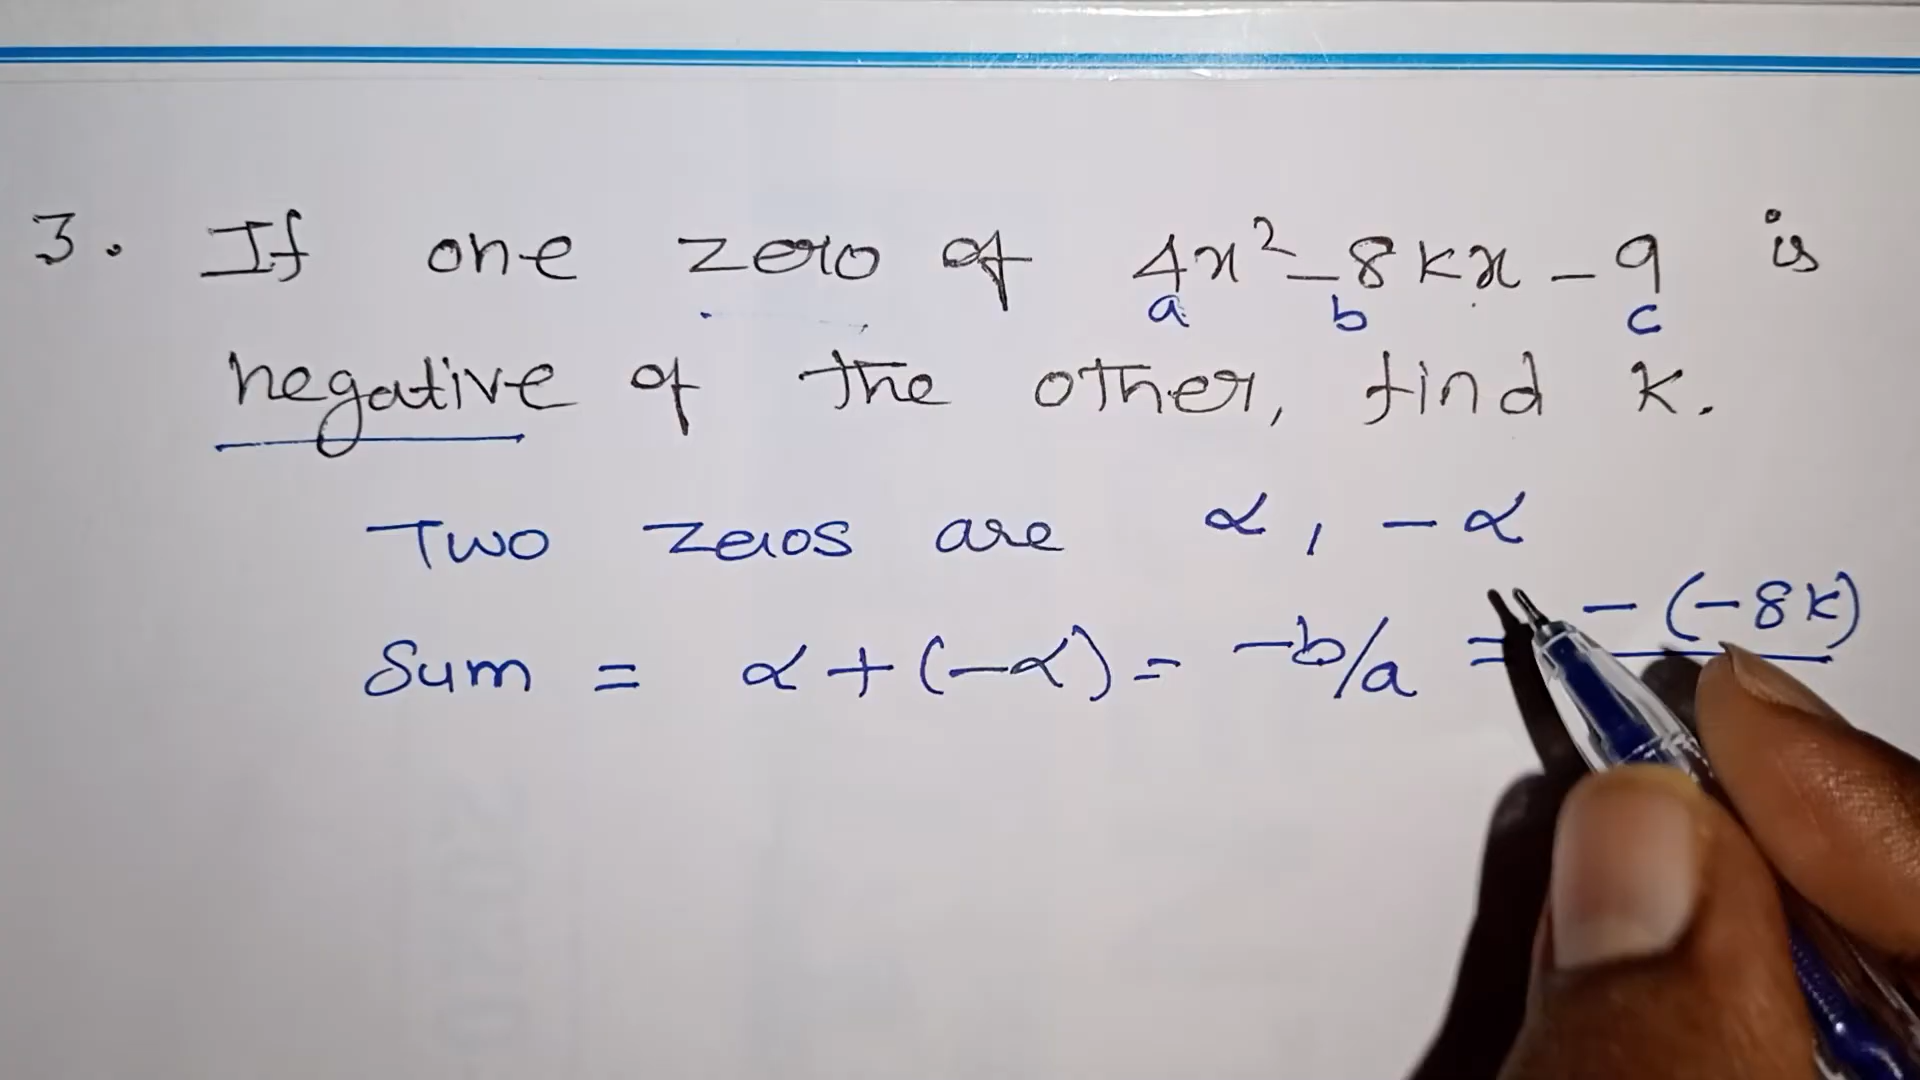 3. If one zero of 4x² - 8kx - 9 is
a b c
negative of the other, find k.
Two zeros are α, -α
Sum = α + (-α) = -b/a = -(-8k)